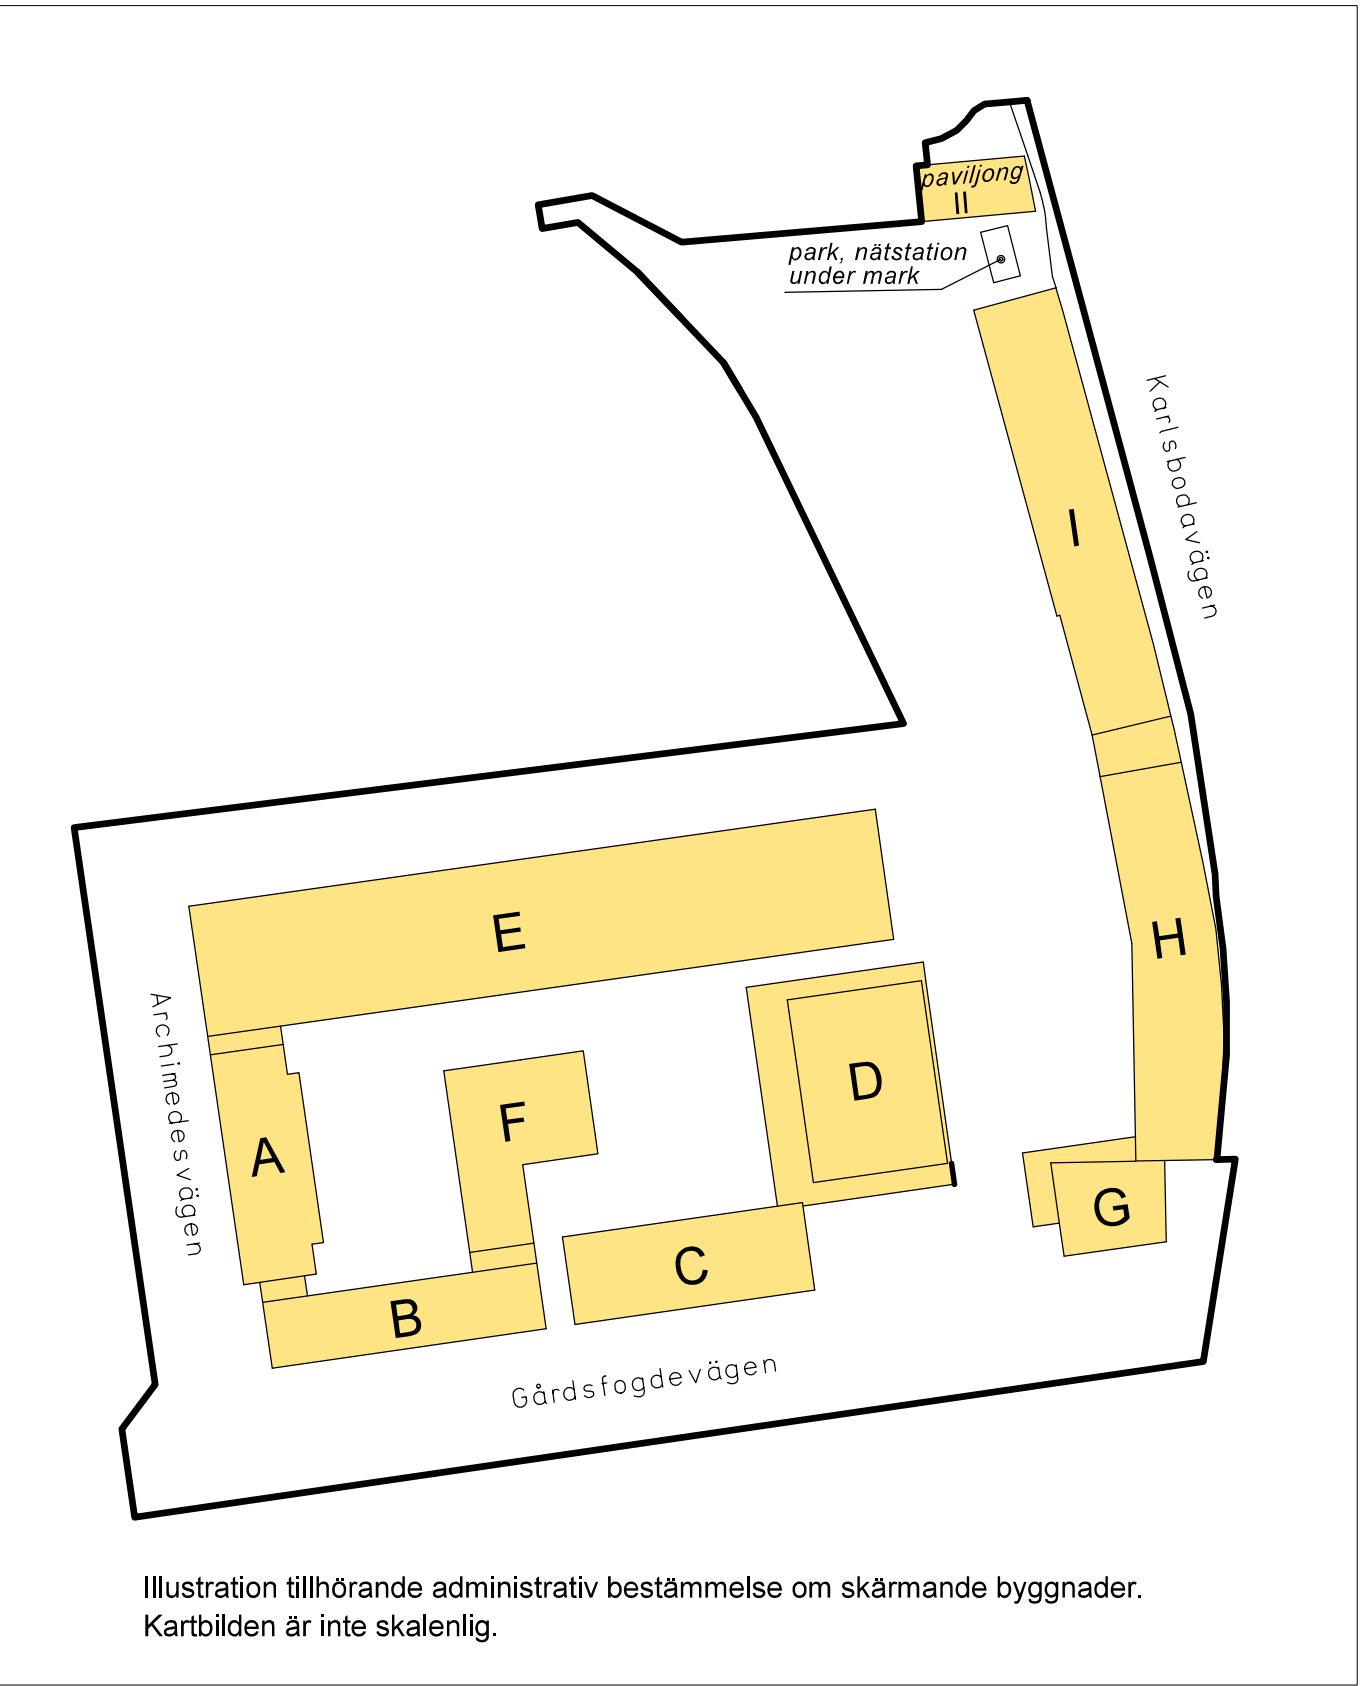 paviljong
II
park, nätstation
under mark
Karlsbodavägen
I
E
H
Archimedesvägen
D
F
A
G
C
B
Gårdsfogdevägen
Illustration tillhörande administrativ bestämmelse om skärmande byggnader.
Kartbilden är inte skalenlig.